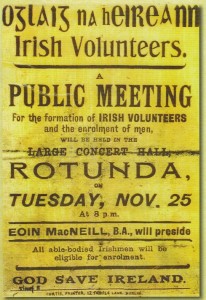 Óglaiġ na hÉireann
Irish Volunteers.
A
PUBLIC MEETING
For the formation of IRISH VOLUNTEERS
and the enrolment of men,
WILL BE HELD IN THE
LARGE CONCERT HALL,
ROTUNDA,
ON
TUESDAY, NOV. 25
At 8 p.m.
EOIN MacNEILL, B.A., will preside
All able-bodied Irishmen will be
eligible for enrolment.
GOD SAVE IRELAND.